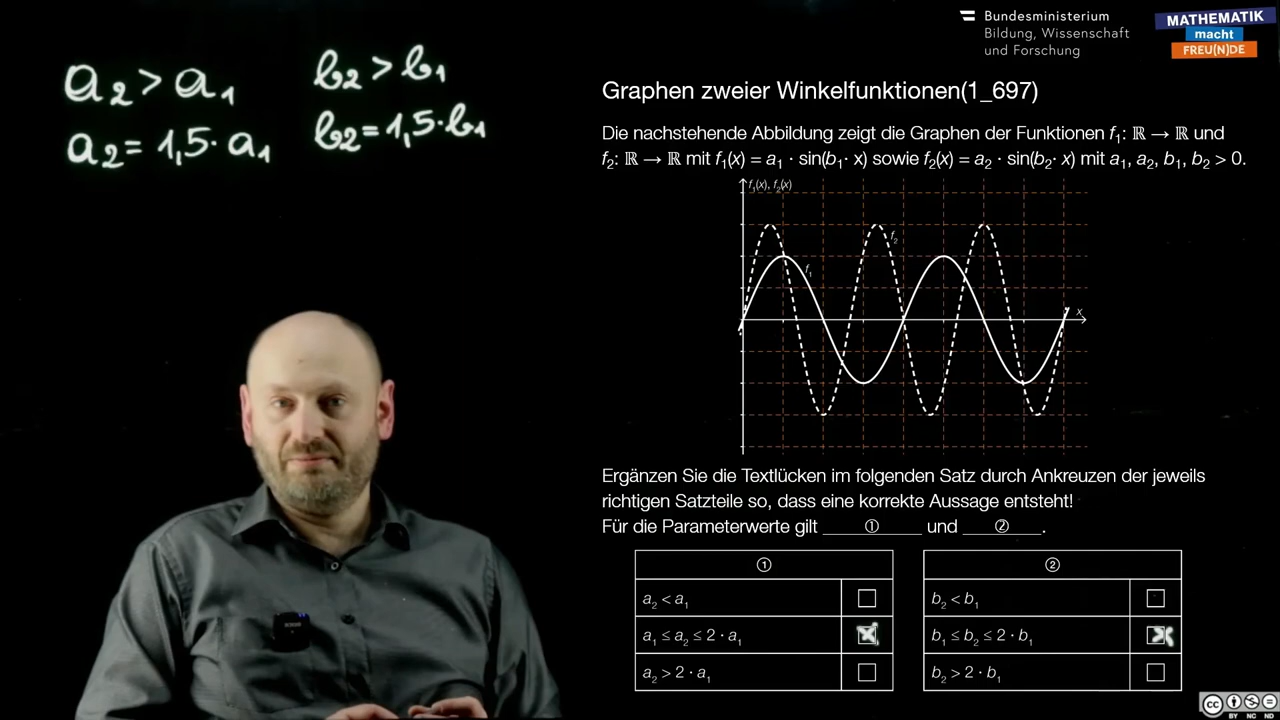 a₂ > a₁
a₂ = 1,5 · a₁
b₂ > b₁
b₂ = 1,5 · b₁
Bundesministerium
Bildung, Wissenschaft
und Forschung
MATHEMATIK
macht
FREU(N)DE
Graphen zweier Winkelfunktionen(1_697)
Die nachstehende Abbildung zeigt die Graphen der Funktionen f₁: ℝ → ℝ und
f₂: ℝ → ℝ mit f₁(x) = a₁ · sin(b₁· x) sowie f₂(x) = a₂ · sin(b₂· x) mit a₁, a₂, b₁, b₂ > 0.
f₁(x), f₂(x)
f₂
f₁
x
Ergänzen Sie die Textlücken im folgenden Satz durch Ankreuzen der jeweils
richtigen Satzteile so, dass eine korrekte Aussage entsteht!
Für die Parameterwerte gilt ① und ② .
①
a₂ < a₁
a₁ ≤ a₂ ≤ 2 · a₁
a₂ > 2 · a₁
②
b₂ < b₁
b₁ ≤ b₂ ≤ 2 · b₁
b₂ > 2 · b₁
cc
BY NC ND